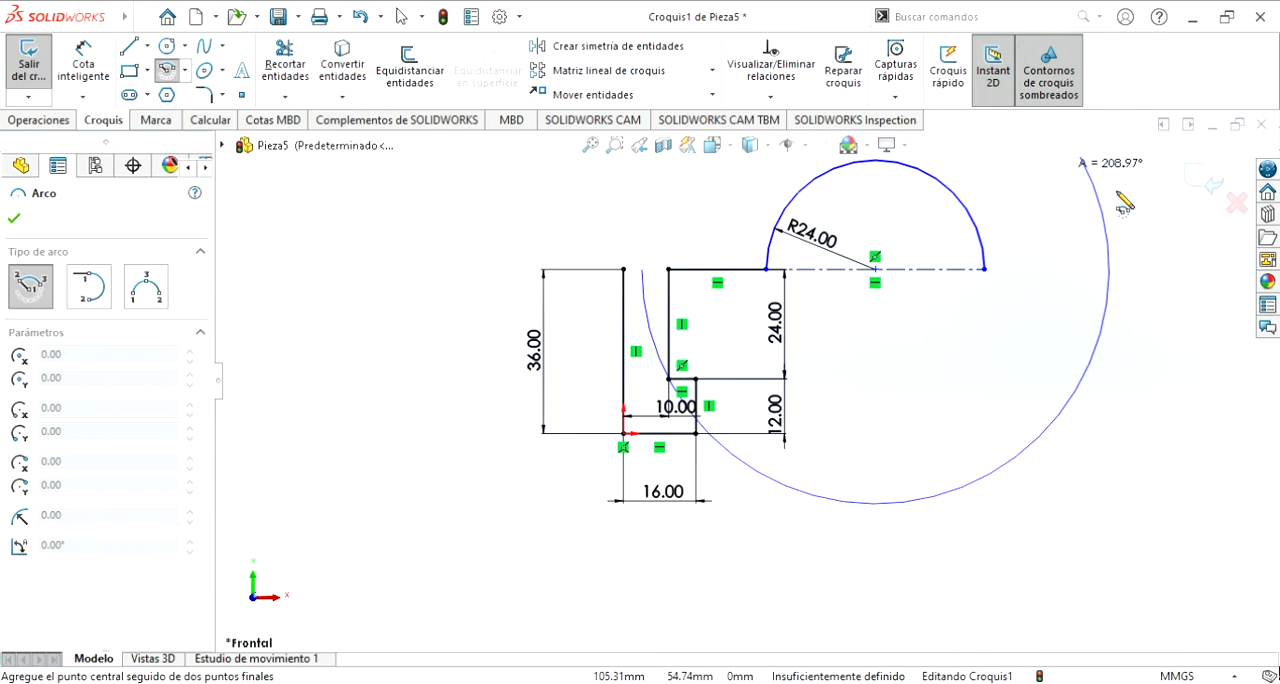 SOLIDWORKS
Croquis1 de Pieza5 *
Buscar comandos
Salir del cr...
Cota inteligente
Recortar entidades
Convertir entidades
Equidistanciar entidades
Equidistanciar en superficie
Crear simetría de entidades
Matriz lineal de croquis
Mover entidades
Visualizar/Eliminar relaciones
Reparar croquis
Capturas rápidas
Croquis rápido
Instant 2D
Contornos de croquis sombreados
Operaciones Croquis Marca Calcular Cotas MBD Complementos de SOLIDWORKS MBD SOLIDWORKS CAM SOLIDWORKS CAM TBM SOLIDWORKS Inspection
Pieza5 (Predeterminado<...
A = 208.97°
Arco
Tipo de arco
Parámetros
0.00
0.00
0.00
0.00
0.00
0.00
0.00
0.00°
R24.00
36.00
24.00
10.00
12.00
16.00
x
*Frontal
Modelo Vistas 3D Estudio de movimiento 1
Agregue el punto central seguido de dos puntos finales 105.31mm 54.74mm 0mm Insuficientemente definido Editando Croquis1 MMGS